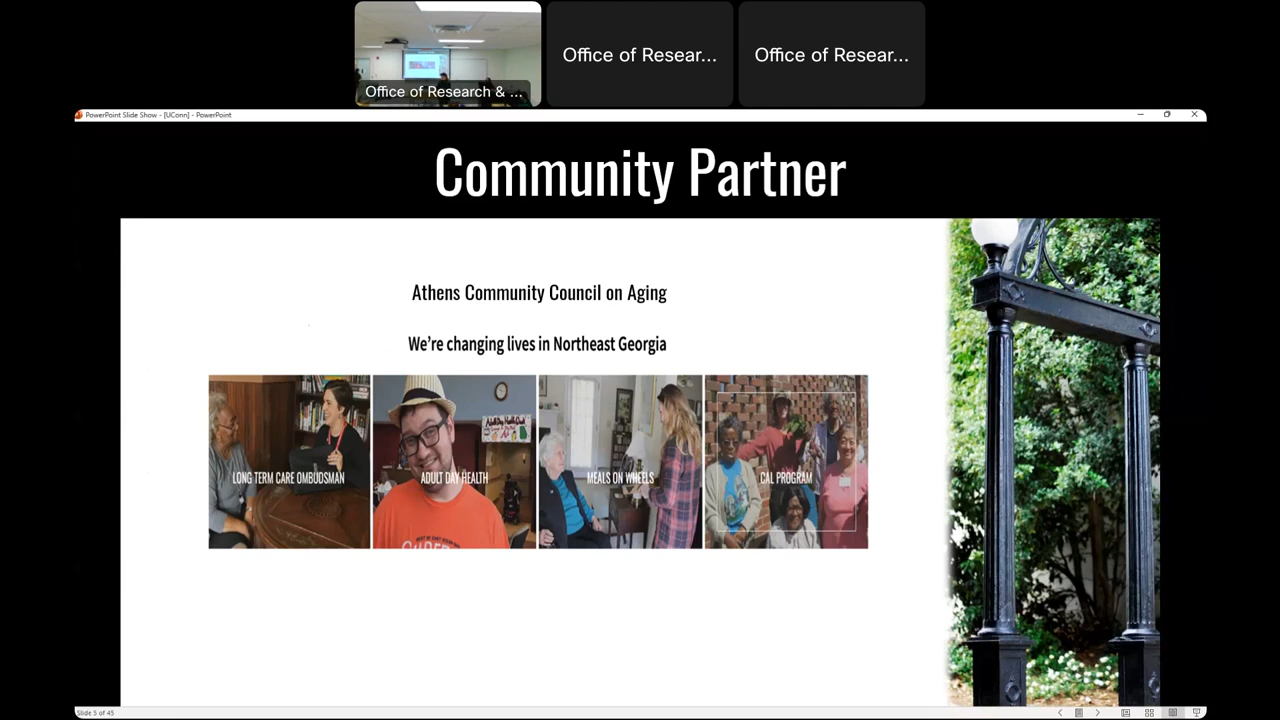 Office of Research & ...
Office of Resear...
Office of Resear...
PowerPoint Slide Show - [UConn] - PowerPoint
Community Partner
Athens Community Council on Aging
We're changing lives in Northeast Georgia
LONG TERM CARE OMBUDSMAN
ADULT DAY HEALTH
MEALS ON WHEELS
CAL PROGRAM
Slide 5 of 45